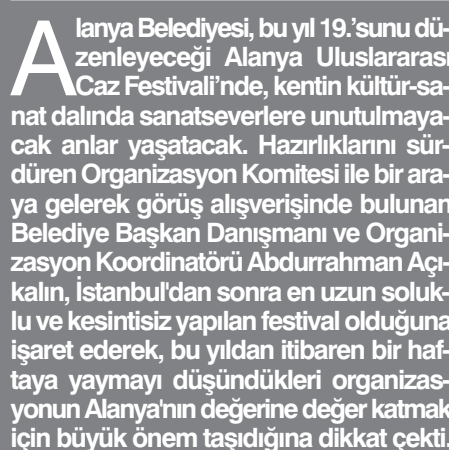 Alanya Belediyesi, bu yıl 19.’sunu dü-
zenleyeceği Alanya Uluslararası
Caz Festivali’nde, kentin kültür-sa-
nat dalında sanatseverlere unutulmaya-
cak anlar yaşatacak. Hazırlıklarını sür-
düren Organizasyon Komitesi ile bir ara-
ya gelerek görüş alışverişinde bulunan
Belediye Başkan Danışmanı ve Organi-
zasyon Koordinatörü Abdurrahman Açı-
kalın, İstanbul'dan sonra en uzun soluk-
lu ve kesintisiz yapılan festival olduğuna
işaret ederek, bu yıldan itibaren bir haf-
taya yaymayı düşündükleri organizas-
yonun Alanya'nın değerine değer katmak
için büyük önem taşıdığına dikkat çekti.